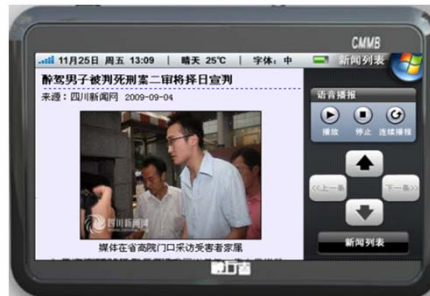 CMMB
11月25日 周五 13:09 | 晴天 25℃ | 字体：中
新闻列表
醉驾男子被判死刑案二审将择日宣判
来源：四川新闻网 2009-09-04
语音播报
播放 停止 连续播报
<<上一条 下一条>>
四川新闻网
媒体在省高院门口采访受害者家属
新闻列表